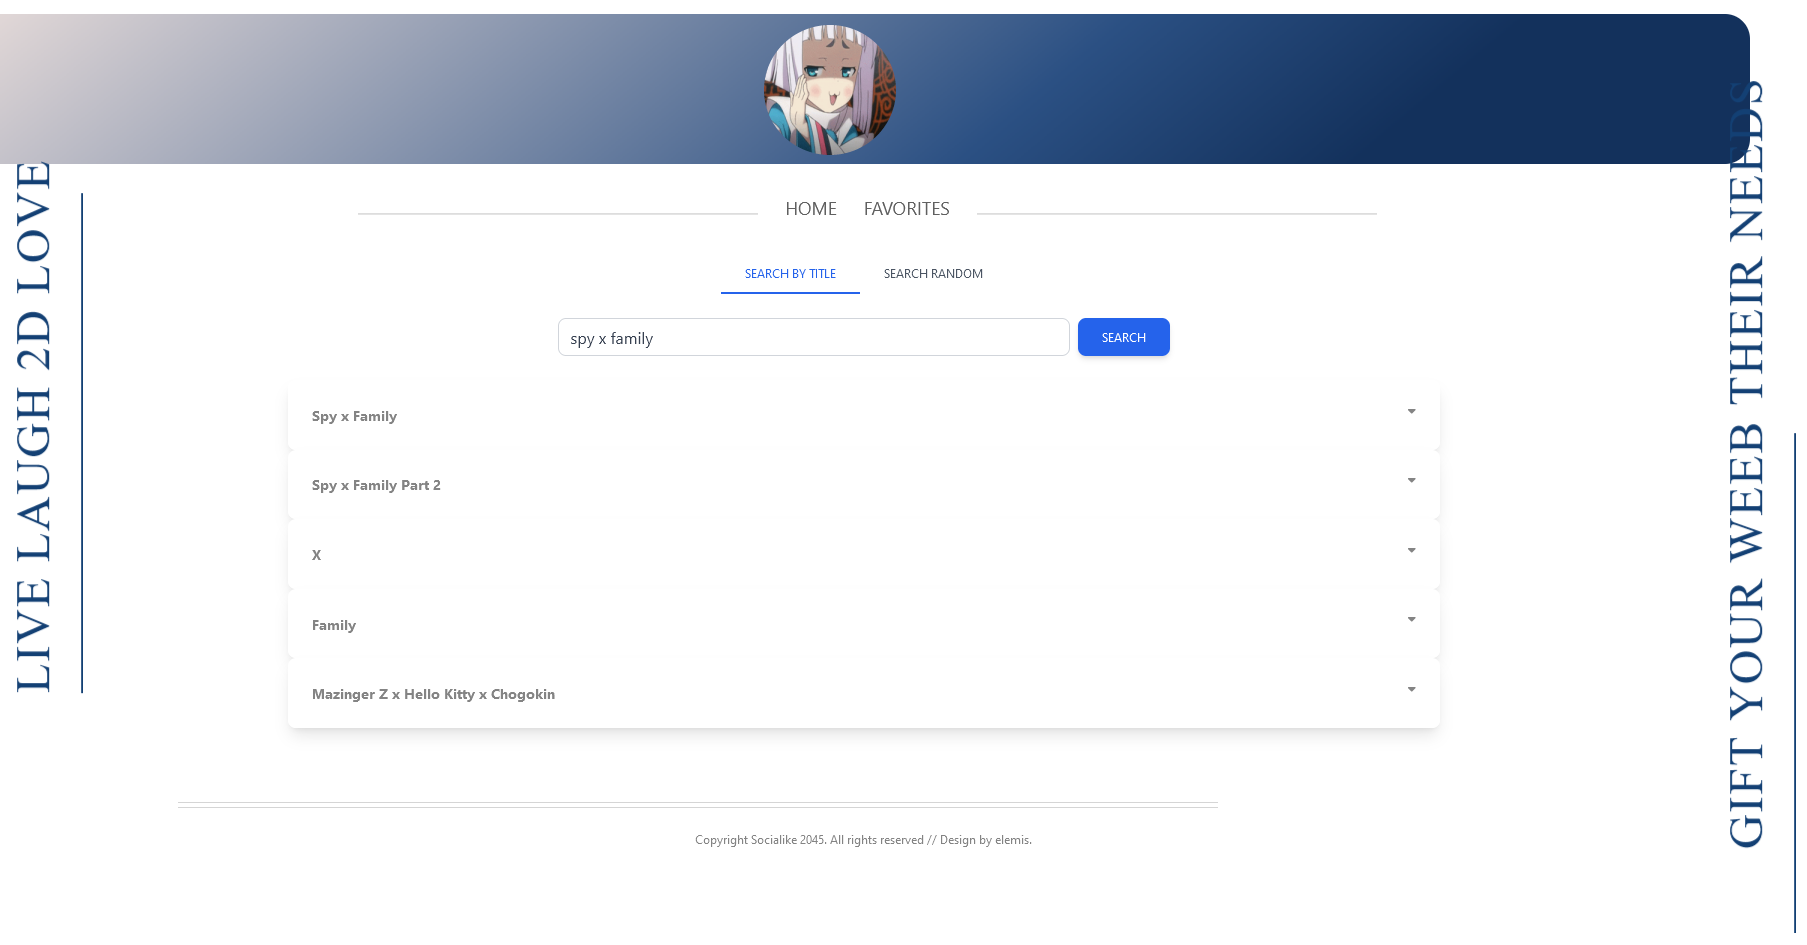 LIVE LAUGH 2D LOVE
GIFT YOUR WEEB THEIR NEEDS
HOME FAVORITES
SEARCH BY TITLE SEARCH RANDOM
spy x family SEARCH
Spy x Family
Spy x Family Part 2
X
Family
Mazinger Z x Hello Kitty x Chogokin
Copyright Socialike 2045. All rights reserved // Design by elemis.